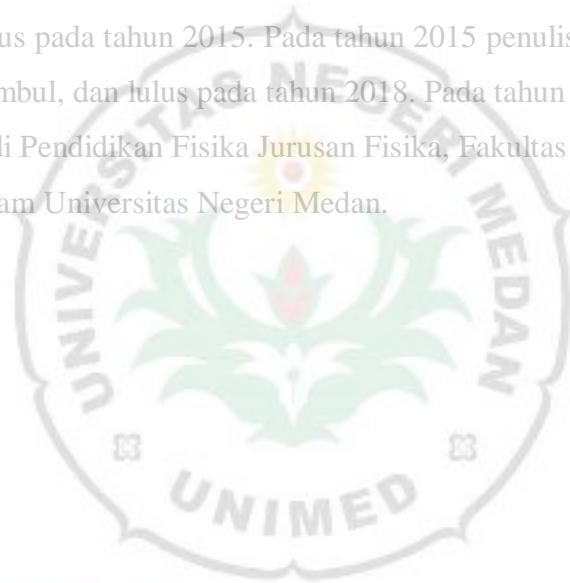 us pada tahun 2015. Pada tahun 2015 penulis
mbul, dan lulus pada tahun 2018. Pada tahun
di Pendidikan Fisika Jurusan Fisika, Fakultas
am Universitas Negeri Medan.
UNIVERSITAS NEGERI MEDAN
UNIMED